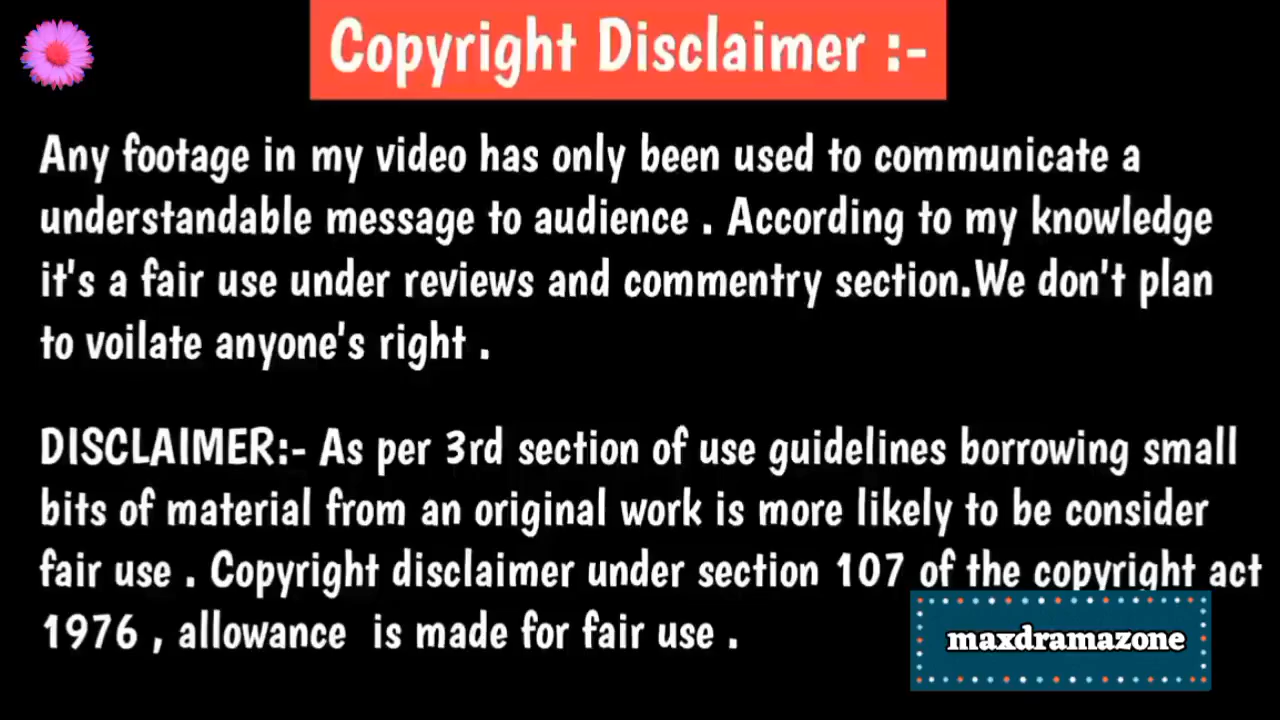 Copyright Disclaimer :-
Any footage in my video has only been used to communicate a
understandable message to audience . According to my knowledge
it's a fair use under reviews and commentry section.We don't plan
to voilate anyone's right .
DISCLAIMER:- As per 3rd section of use guidelines borrowing small
bits of material from an original work is more likely to be consider
fair use . Copyright disclaimer under section 107 of the copyright act
1976 , allowance is made for fair use .
maxdramazone